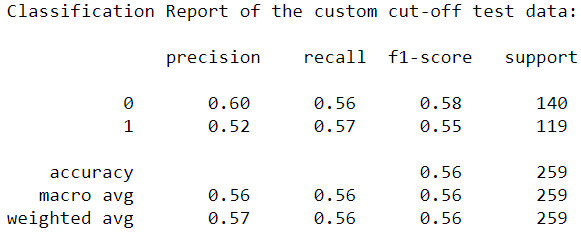 Classification Report of the custom cut-off test data:
precision recall f1-score support
0 0.60 0.56 0.58 140
1 0.52 0.57 0.55 119
accuracy 0.56 259
macro avg 0.56 0.56 0.56 259
weighted avg 0.57 0.56 0.56 259